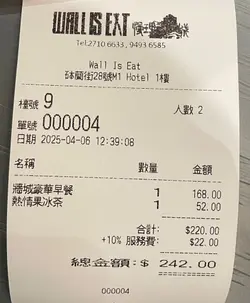 WALL IS EAT
Tel.2710 6633 , 9493 6585
Wall Is Eat
砵蘭街28號M1 Hotel 1樓
檯號 9
人數 2
單號 000004
日期 2025-04-06 12:39:08
名稱 數量 金額
牆城豪華早餐 1 168.00
熱情果冰茶 1 52.00
合計: $220.00
+10% 服務費: $22.00
總金額: $ 242.00
000004